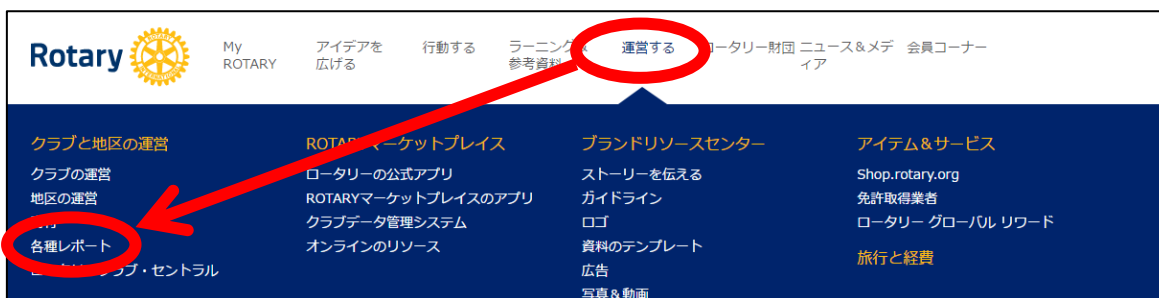 Rotary
My
ROTARY
アイデアを
広げる
行動する
ラーニング&
参考資料
運営する
ロータリー財団
ニュース&メデ
ィア
会員コーナー
クラブと地区の運営
クラブの運営
地区の運営
各種レポート
クラブ・セントラル
ROTARYマーケットプレイス
ロータリーの公式アプリ
ROTARYマーケットプレイスのアプリ
クラブデータ管理システム
オンラインのリソース
ブランドリソースセンター
ストーリーを伝える
ガイドライン
ロゴ
資料のテンプレート
広告
写真&動画
アイテム&サービス
Shop.rotary.org
免許取得業者
ロータリー グローバル リワード
旅行と経費